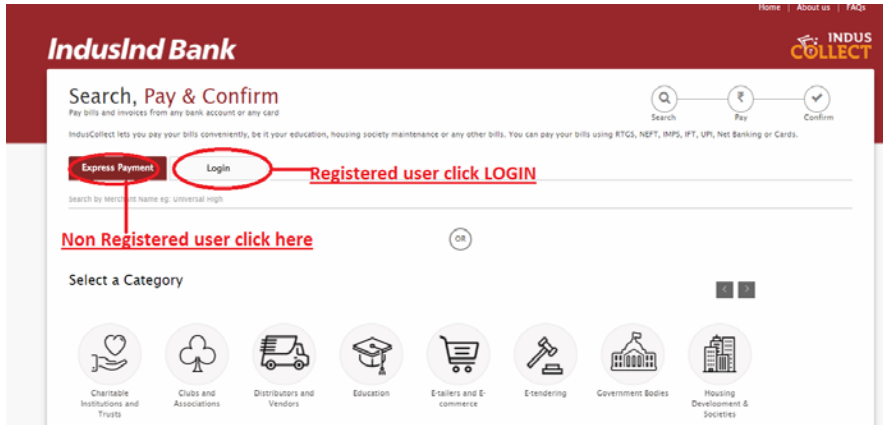 Home | About us | FAQs
IndusInd Bank
INDUS
COLLECT
Search, Pay & Confirm
Pay bills and invoices from any bank account or any card
Search
Pay
Confirm
IndusCollect lets you pay your bills conveniently, be it your education, housing society maintenance or any other bills. You can pay your bills using RTGS, NEFT, IMPS, IFT, UPI, Net Banking or Cards.
Express Payment
Login
Registered user click LOGIN
Search by Merchant Name eg: Universal High
Non Registered user click here
OR
Select a Category
< >
Charitable
Institutions and
Trusts
Clubs and
Associations
Distributors and
Vendors
Education
E-tailers and E-
commerce
E-tendering
Government Bodies
Housing
Development &
Societies